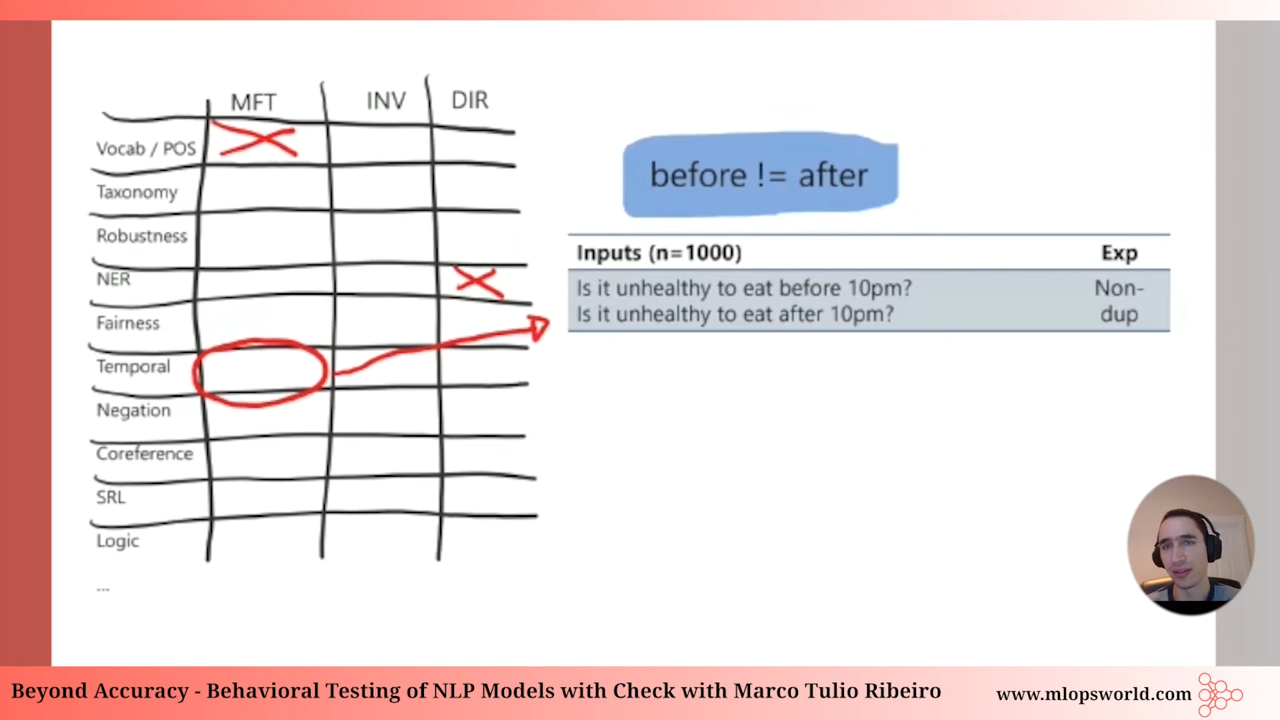 MFT INV DIR
Vocab / POS
Taxonomy
Robustness
NER
Fairness
Temporal
Negation
Coreference
SRL
Logic
...
before != after
Inputs (n=1000) Exp
Is it unhealthy to eat before 10pm? Non-
Is it unhealthy to eat after 10pm? dup
Beyond Accuracy - Behavioral Testing of NLP Models with Check with Marco Tulio Ribeiro
www.mlopsworld.com